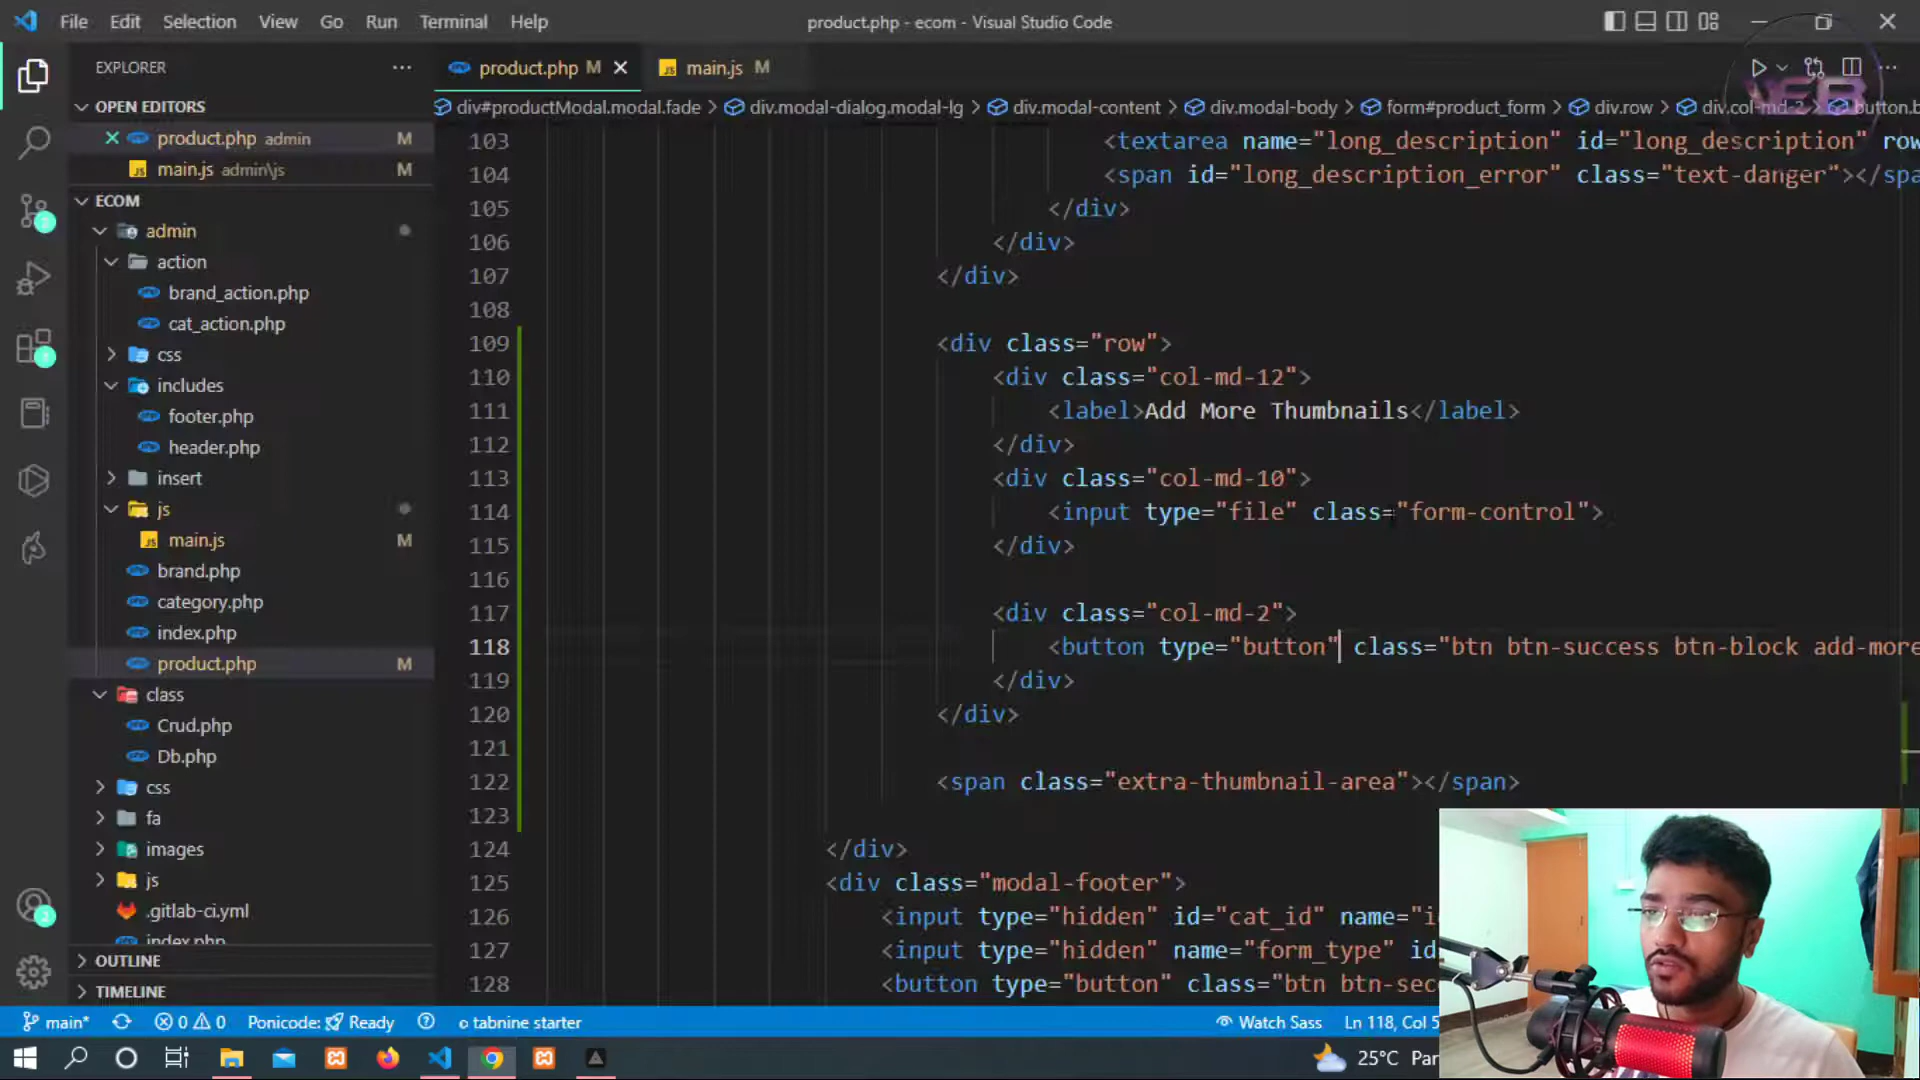 File Edit Selection View Go Run Terminal Help
product.php - ecom - Visual Studio Code
EXPLORER
product.php M
main.js M
OPEN EDITORS
div#productModal.modal.fade > div.modal-dialog.modal-lg > div.modal-content > div.modal-body > form#product_form > div.row > div.col-md-2 > button.b
product.php admin M
main.js admin\js M
ECOM
admin
action
brand_action.php
cat_action.php
css
includes
footer.php
header.php
insert
js
main.js M
brand.php
category.php
index.php
product.php M
class
Crud.php
Db.php
css
fa
images
js
.gitlab-ci.yml
index.php
OUTLINE
TIMELINE
103 <textarea name="long_description" id="long_description" row
104 <span id="long_description_error" class="text-danger"></spa
105 </div>
106 </div>
107 </div>
108
109 <div class="row">
110 <div class="col-md-12">
111 <label>Add More Thumbnails</label>
112 </div>
113 <div class="col-md-10">
114 <input type="file" class="form-control">
115 </div>
116
117 <div class="col-md-2">
118 <button type="button" class="btn btn-success btn-block add-more
119 </div>
120 </div>
121
122 <span class="extra-thumbnail-area"></span>
123
124 </div>
125 <div class="modal-footer">
126 <input type="hidden" id="cat_id" name="i
127 <input type="hidden" name="form_type" id
128 <button type="button" class="btn btn-sec
main* 0 0 Ponicode: Ready tabnine starter
Watch Sass Ln 118, Col 5
25°C Par